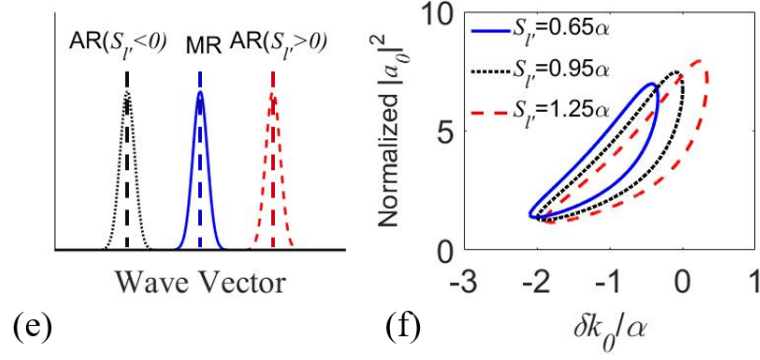 AR(S_l'<0) MR AR(S_l'>0)
Wave Vector
(e)
10
5
0
Normalized |a_0|^2
S_l'=0.65α
S_l'=0.95α
S_l'=1.25α
-3 -2 -1 0 1
δk_0/α
(f)